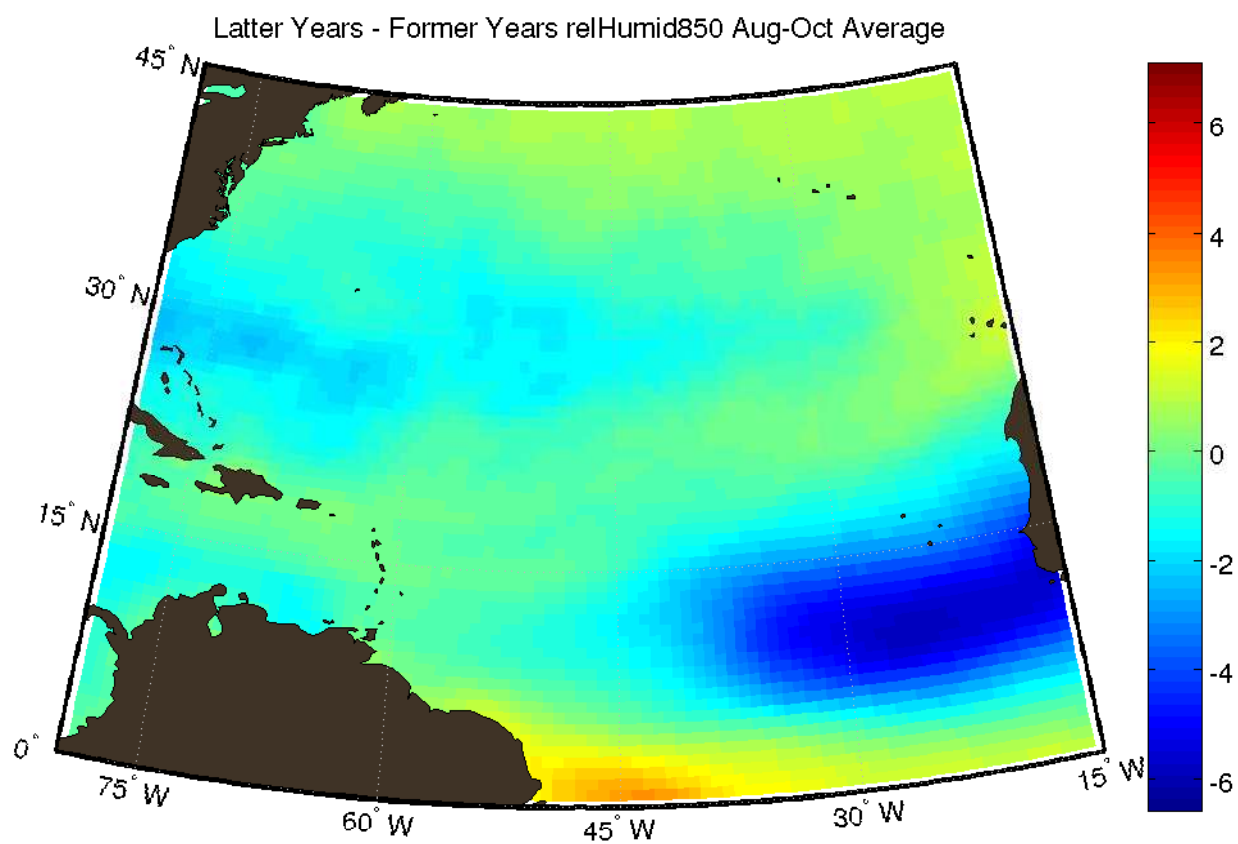 Latter Years - Former Years relHumid850 Aug-Oct Average
45° N
30° N
15° N
0°
75° W
60° W
45° W
30° W
15° W
6
4
2
0
-2
-4
-6